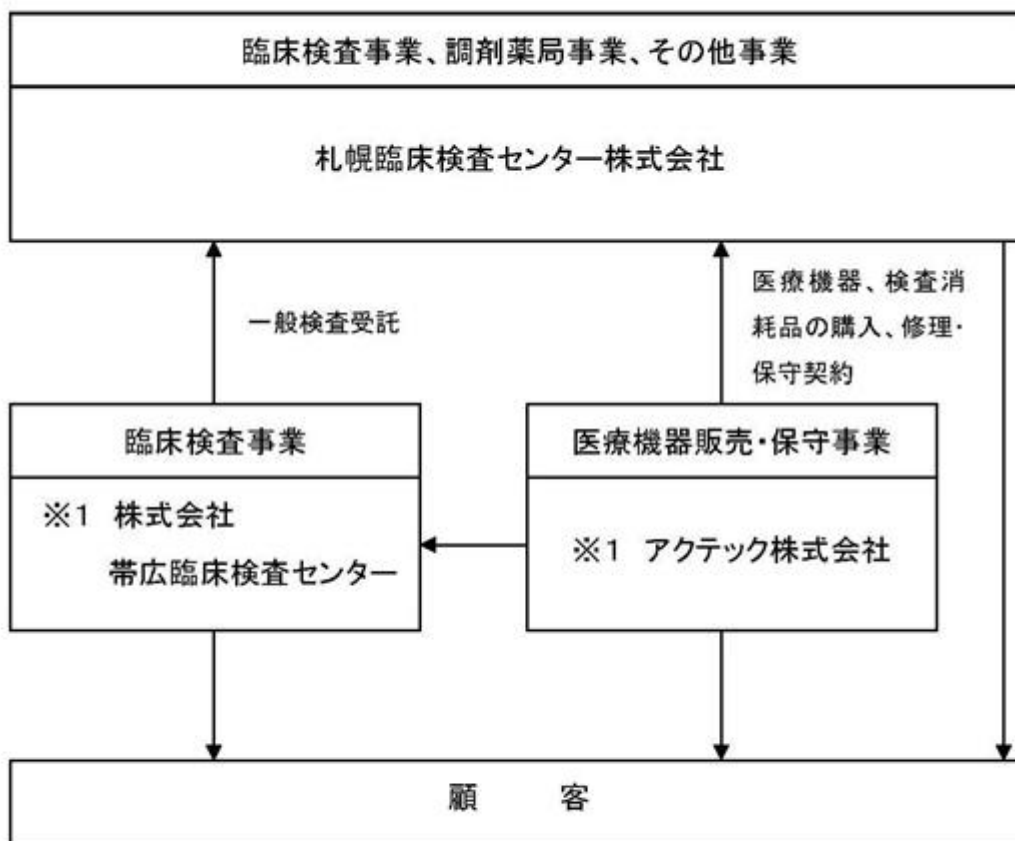 臨床検査事業、調剤薬局事業、その他事業
札幌臨床検査センター株式会社
一般検査受託
医療機器、検査消
耗品の購入、修理・
保守契約
臨床検査事業
※1 株式会社
帯広臨床検査センター
医療機器販売・保守事業
※1 アクテック株式会社
顧 客